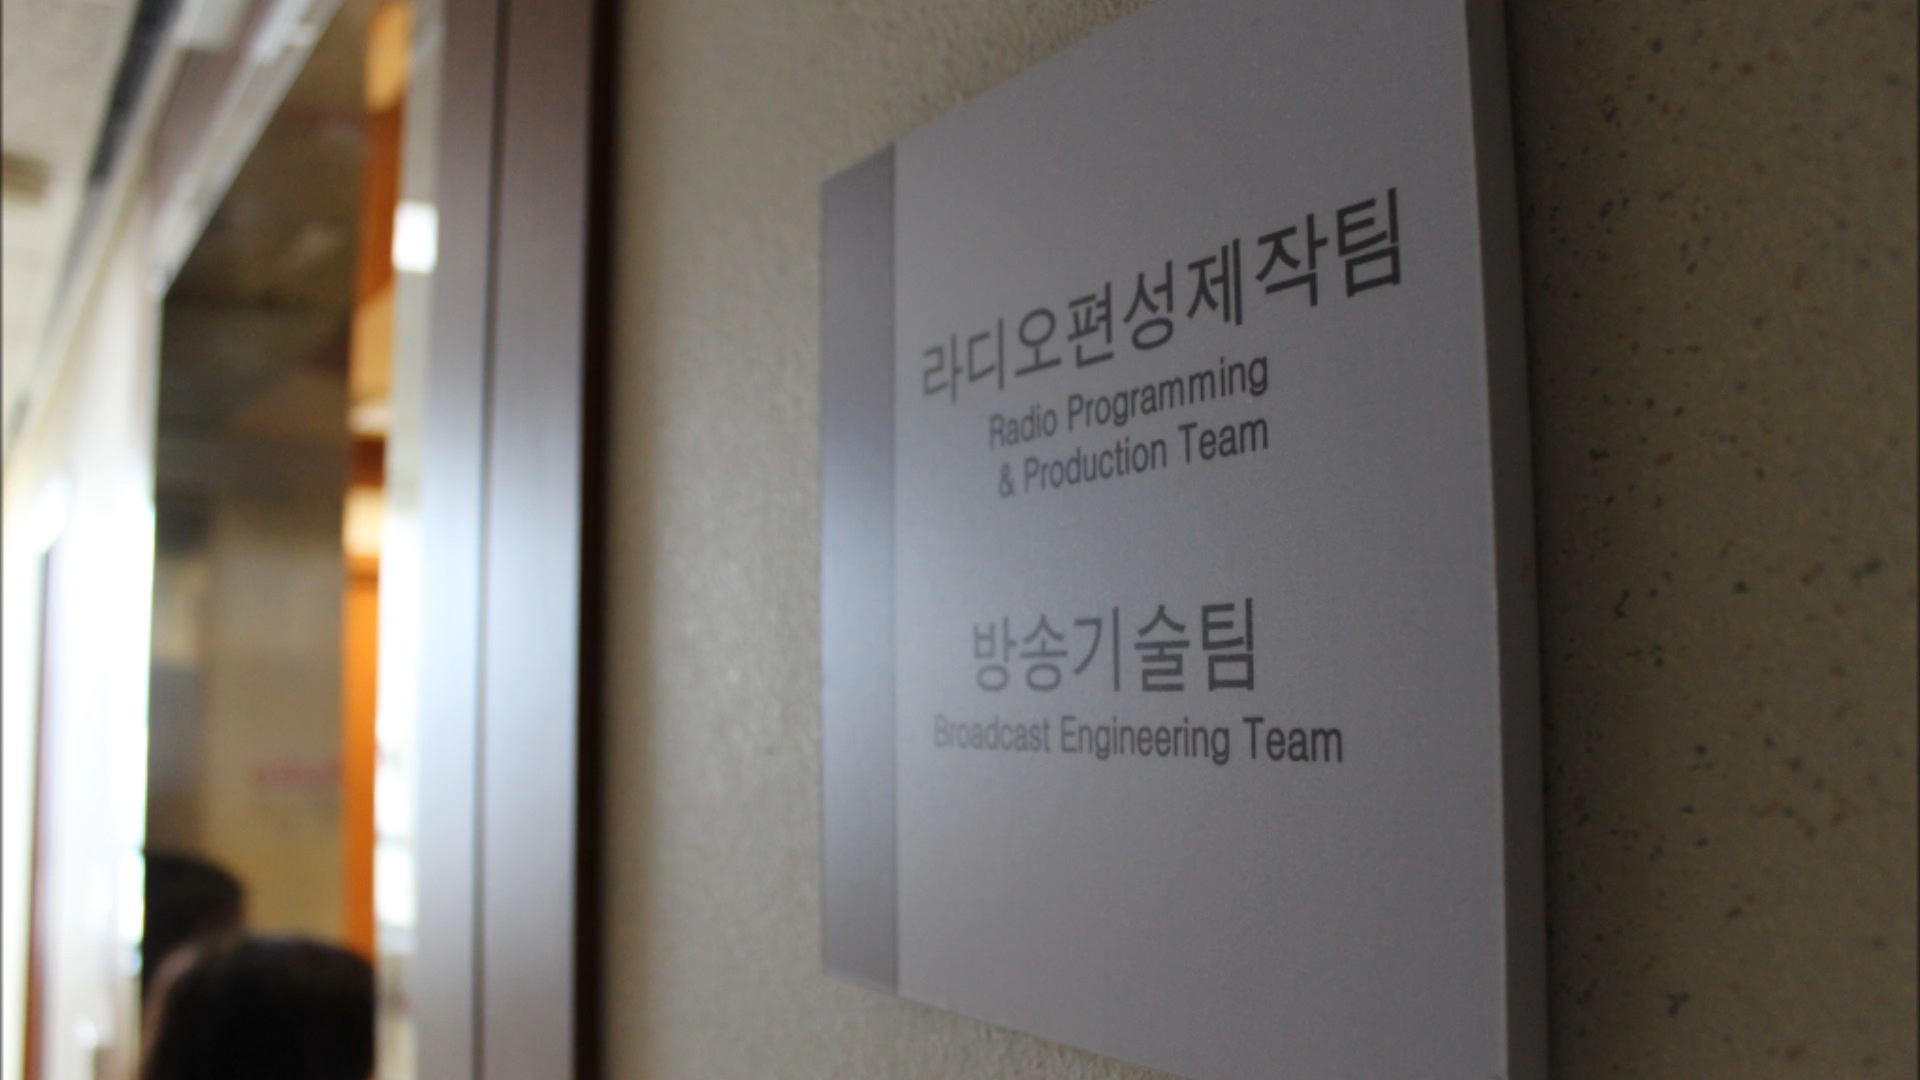 라디오편성제작팀
Radio Programming
& Production Team
방송기술팀
Broadcast Engineering Team